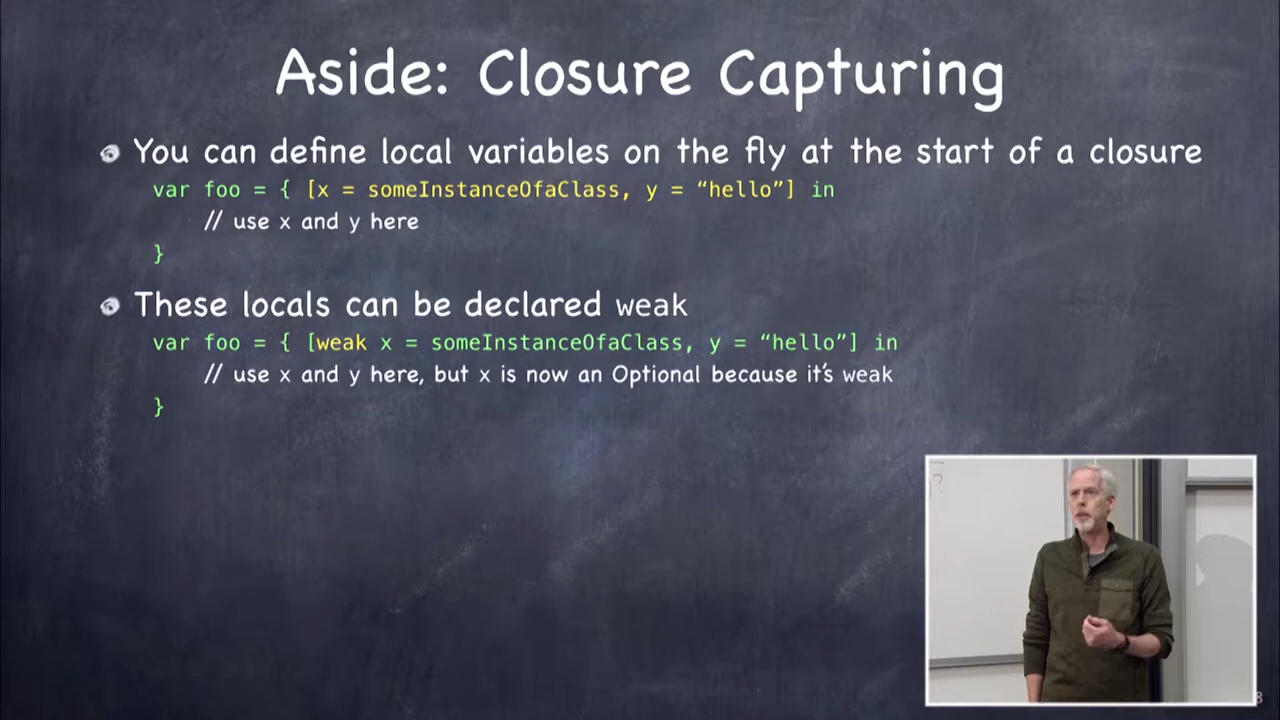 Aside: Closure Capturing
You can define local variables on the fly at the start of a closure
var foo = { [x = someInstanceOfaClass, y = “hello”] in
// use x and y here
}
These locals can be declared weak
var foo = { [weak x = someInstanceOfaClass, y = “hello”] in
// use x and y here, but x is now an Optional because it’s weak
}